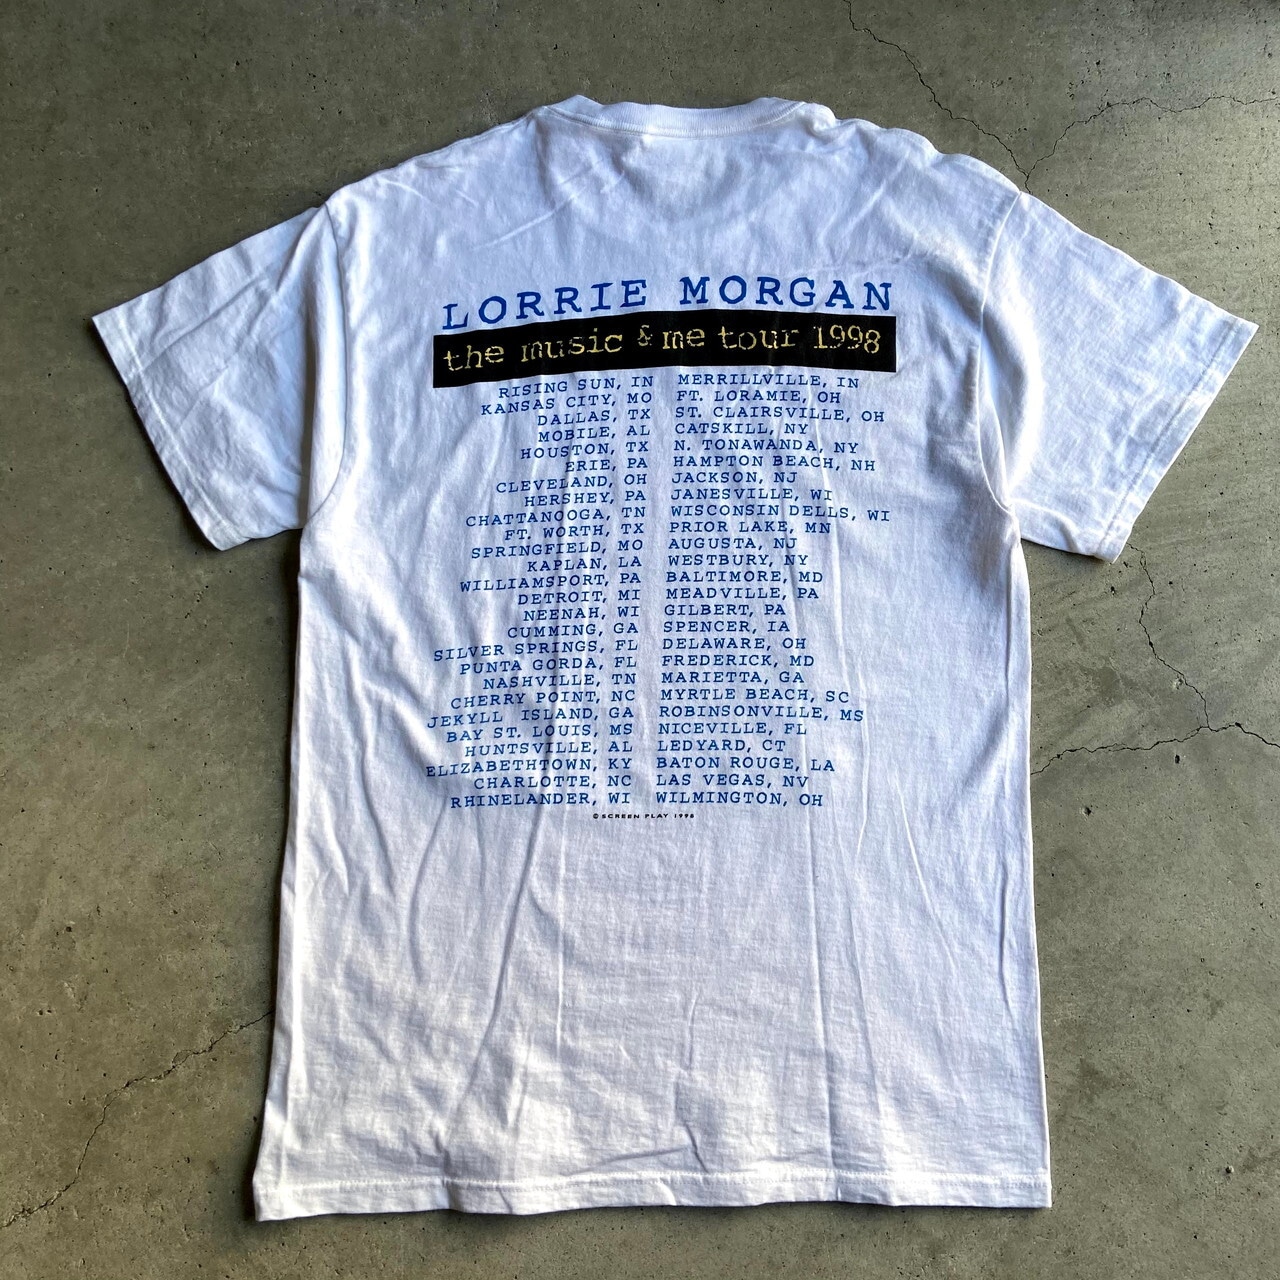 LORRIE MORGAN
the music & me tour 1998
RISING SUN, IN MERRILLVILLE, IN
KANSAS CITY, MO FT. LORAMIE, OH
DALLAS, TX ST. CLAIRSVILLE, OH
MOBILE, AL CATSKILL, NY
HOUSTON, TX N. TONAWANDA, NY
ERIE, PA HAMPTON BEACH, NH
CLEVELAND, OH JACKSON, NJ
HERSHEY, PA JANESVILLE, WI
CHATTANOOGA, TN WISCONSIN DELLS, WI
FT. WORTH, TX PRIOR LAKE, MN
SPRINGFIELD, MO AUGUSTA, NJ
KAPLAN, LA WESTBURY, NY
WILLIAMSPORT, PA BALTIMORE, MD
DETROIT, MI MEADVILLE, PA
NEENAH, WI GILBERT, PA
CUMMING, GA SPENCER, IA
SILVER SPRINGS, FL DELAWARE, OH
PUNTA GORDA, FL FREDERICK, MD
NASHVILLE, TN MARIETTA, GA
CHERRY POINT, NC MYRTLE BEACH, SC
JEKYLL ISLAND, GA ROBINSONVILLE, MS
BAY ST. LOUIS, MS NICEVILLE, FL
HUNTSVILLE, AL LEDYARD, CT
ELIZABETHTOWN, KY BATON ROUGE, LA
CHARLOTTE, NC LAS VEGAS, NV
RHINELANDER, WI WILMINGTON, OH
© SCREEN PLAY 1998